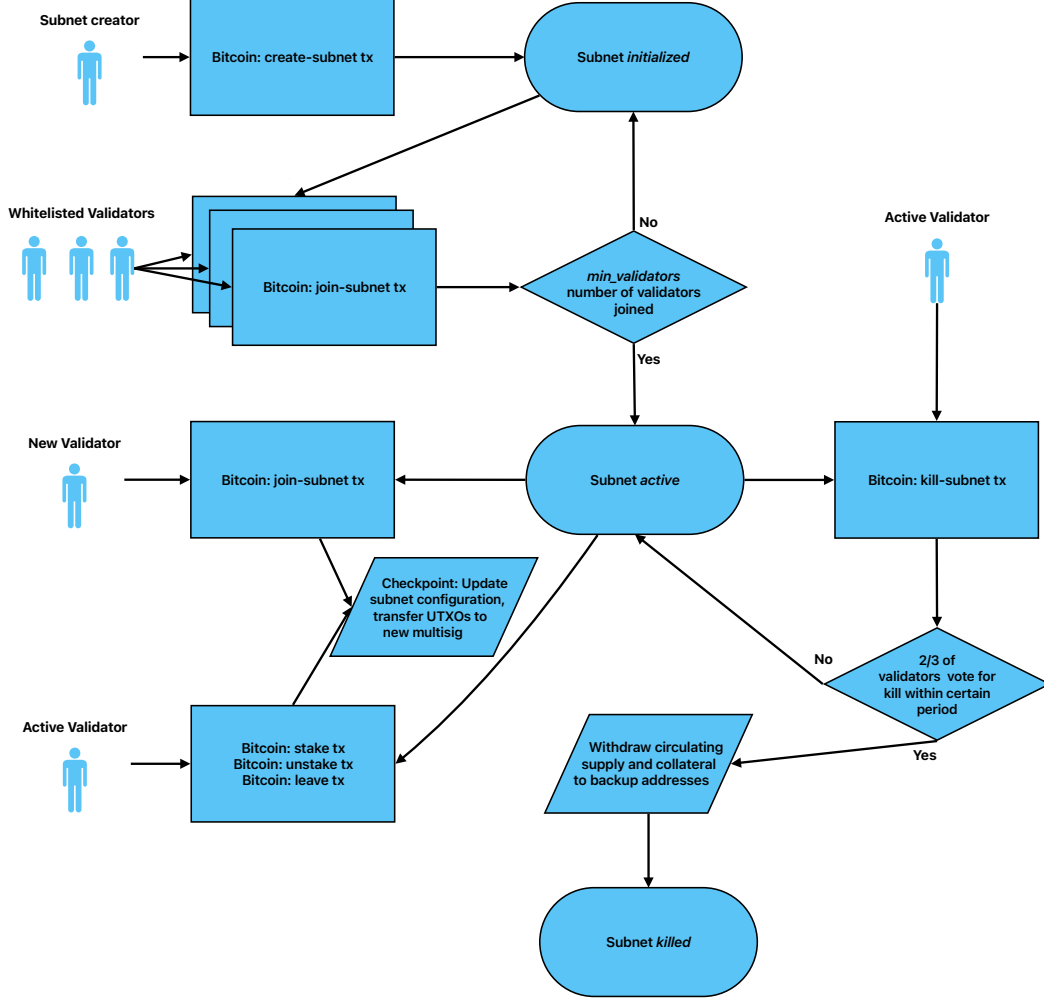 Subnet creator
Bitcoin: create-subnet tx
Subnet initialized
Whitelisted Validators
Bitcoin: join-subnet tx
No
min_validators
number of validators
joined
Yes
Active Validator
New Validator
Bitcoin: join-subnet tx
Subnet active
Bitcoin: kill-subnet tx
Checkpoint: Update
subnet configuration,
transfer UTXOs to
new multisig
No
2/3 of
validators vote for
kill within certain
period
Yes
Active Validator
Bitcoin: stake tx
Bitcoin: unstake tx
Bitcoin: leave tx
Withdraw circulating
supply and collateral
to backup addresses
Subnet killed